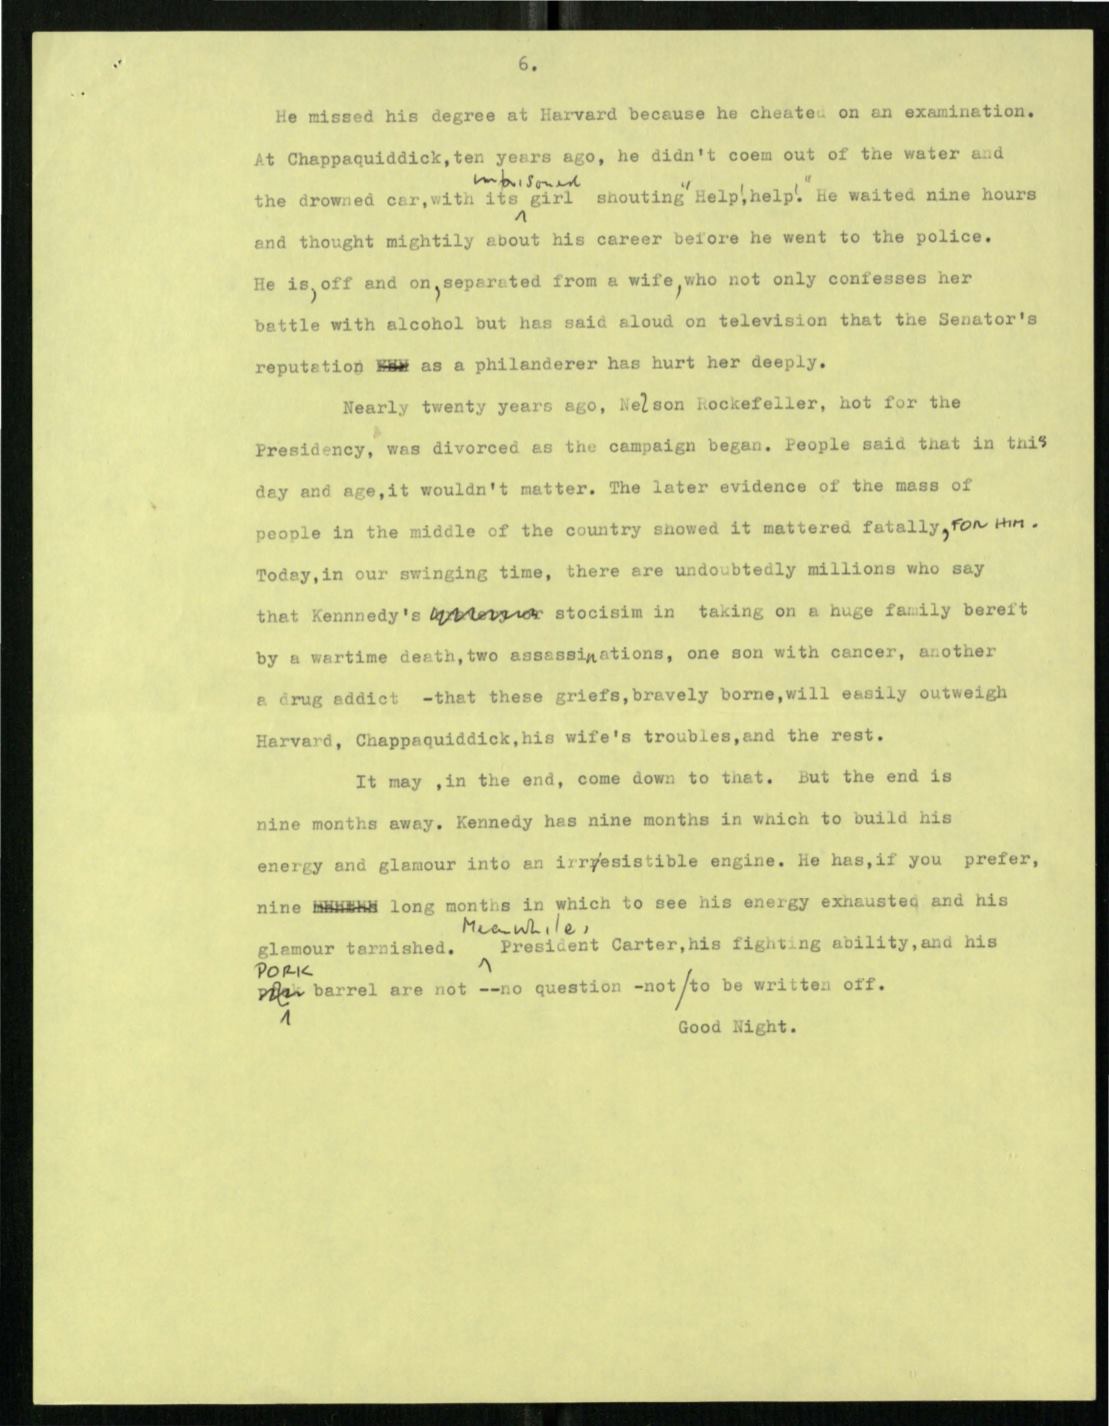 6.
He missed his degree at Harvard because he cheated on an examination.
At Chappaquiddick,ten years ago, he didn't coem out of the water and
imprisoned
the drowned car,with its girl shouting "Help!,help!." He waited nine hours
and thought mightily about his career before he went to the police.
He is, off and on, separated from a wife, who not only confesses her
battle with alcohol but has said aloud on television that the Senator's
reputation as a philanderer has hurt her deeply.
Nearly twenty years ago, Nelson Rockefeller, hot for the
Presidency, was divorced as the campaign began. People said that in this
day and age,it wouldn't matter. The later evidence of the mass of
people in the middle of the country showed it mattered fatally, FOR HIM.
Today,in our swinging time, there are undoubtedly millions who say
that Kennnedy's stocisim in taking on a huge family bereft
by a wartime death,two assassinations, one son with cancer, another
a drug addict -that these griefs,bravely borne,will easily outweigh
Harvard, Chappaquiddick,his wife's troubles,and the rest.
It may ,in the end, come down to that. But the end is
nine months away. Kennedy has nine months in which to build his
energy and glamour into an irresistible engine. He has,if you prefer,
nine long months in which to see his energy exhausted and his
Meanwhile,
glamour tarnished. President Carter,his fighting ability,and his
PORK
barrel are not --no question -not/to be written off.
Good Night.